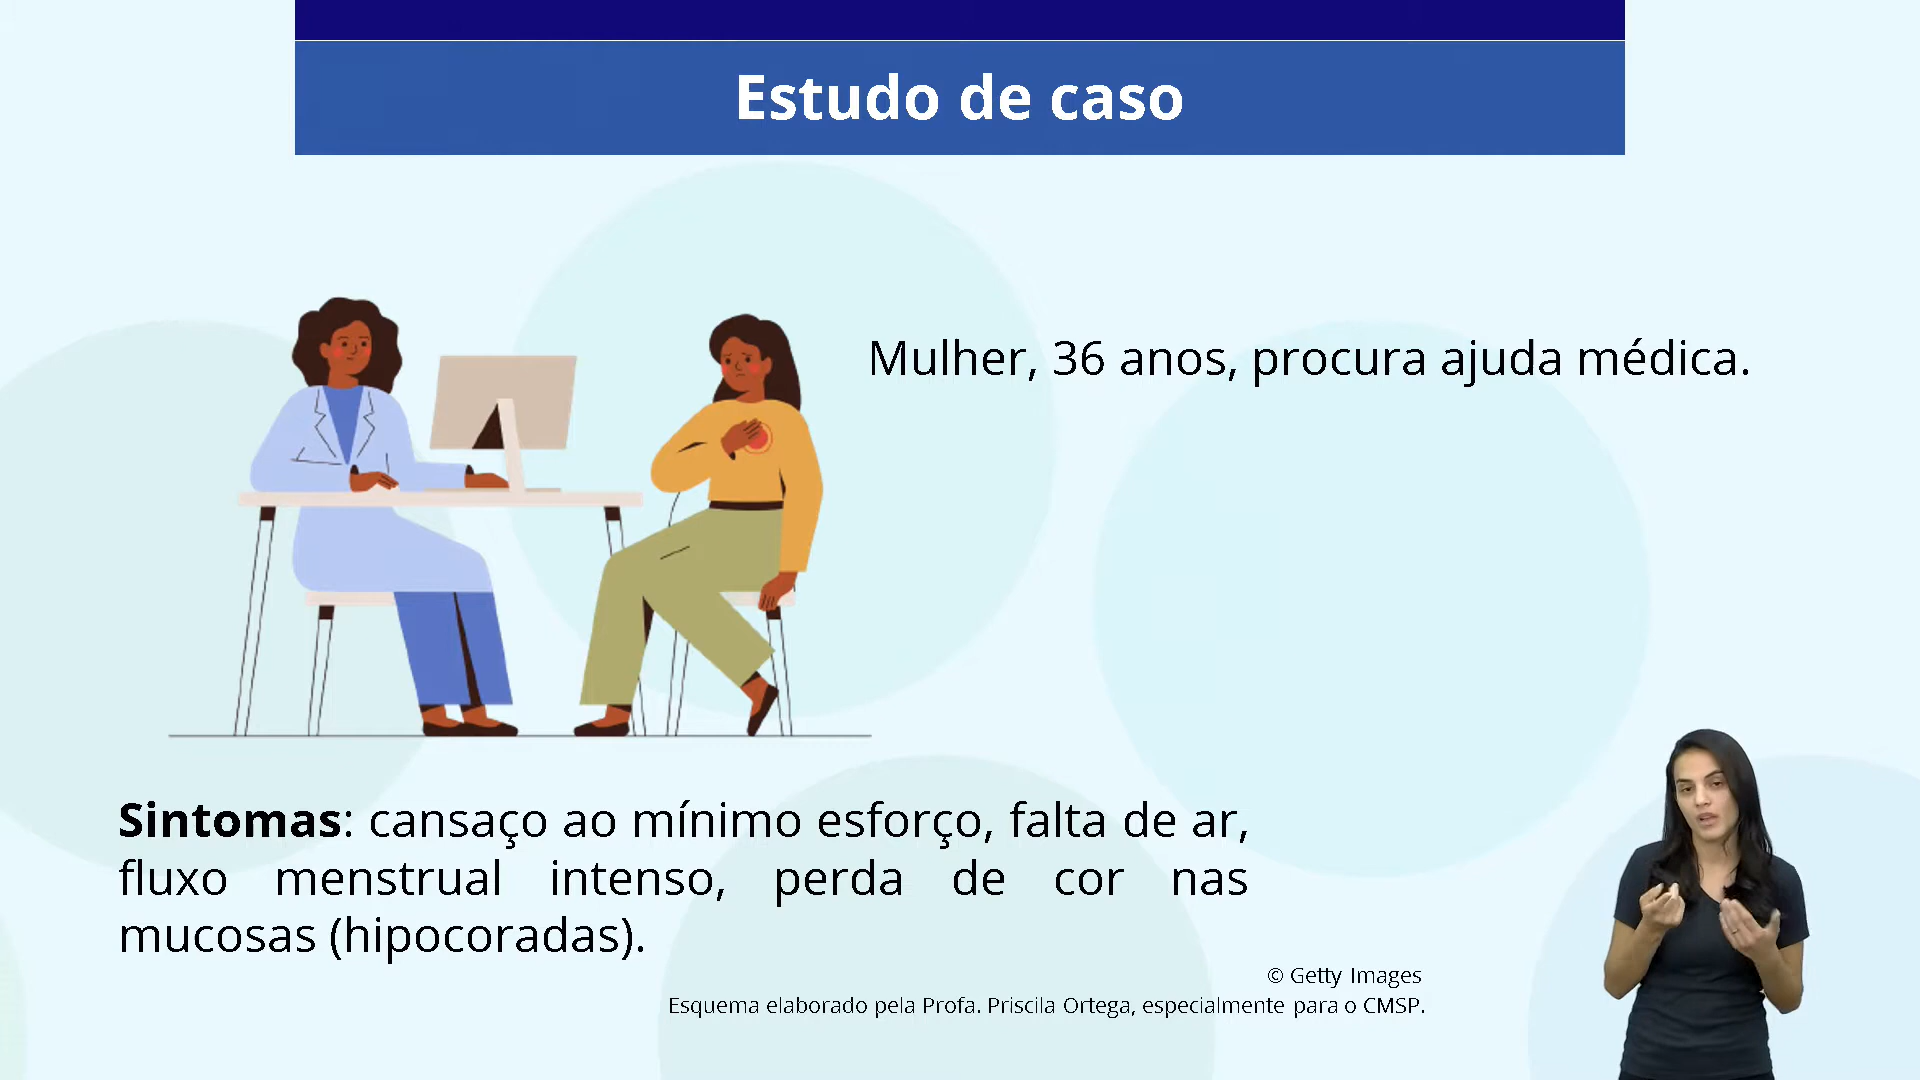 Estudo de caso
Mulher, 36 anos, procura ajuda médica.
Sintomas: cansaço ao mínimo esforço, falta de ar,
fluxo menstrual intenso, perda de cor nas
mucosas (hipocoradas).
© Getty Images
Esquema elaborado pela Profa. Priscila Ortega, especialmente para o CMSP.